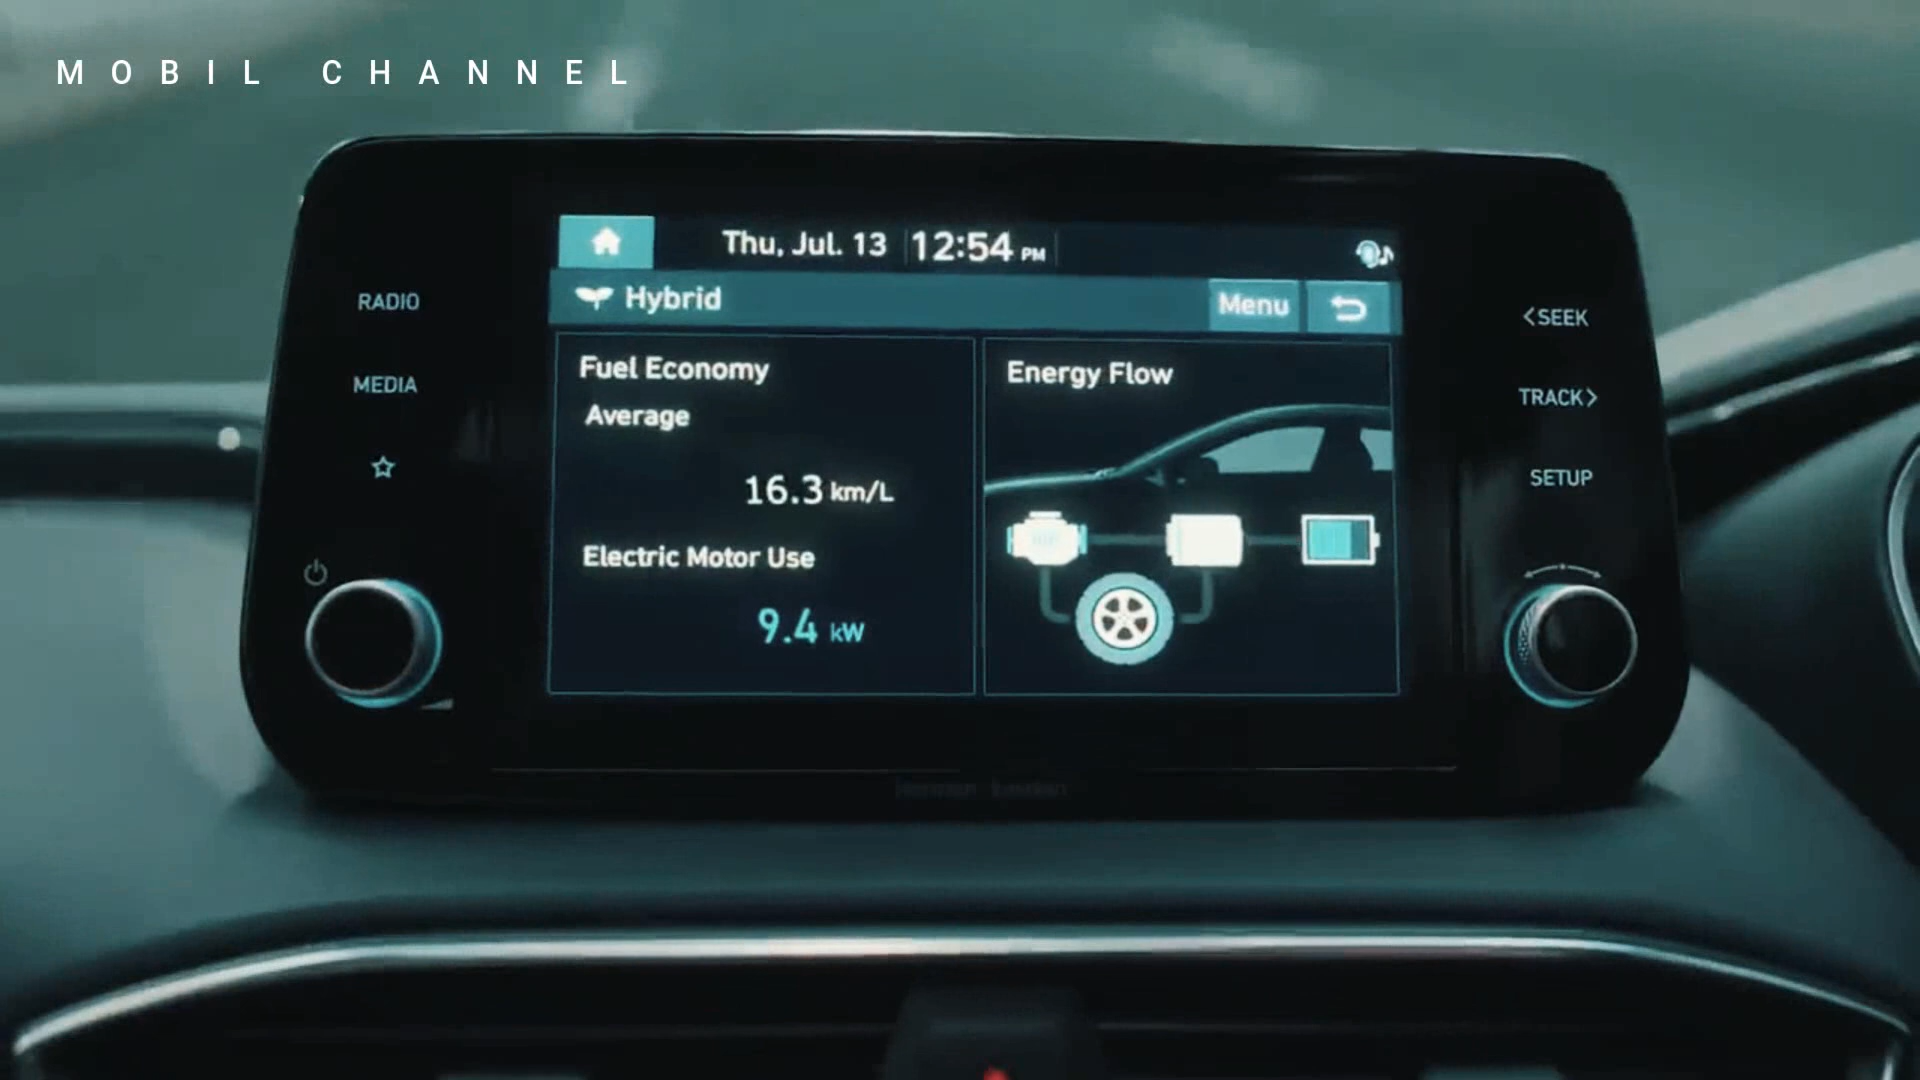 MOBIL CHANNEL
Thu, Jul. 13 12:54 PM
Hybrid
Menu
RADIO
MEDIA
<SEEK
TRACK>
SETUP
Fuel Economy
Average
16.3 km/L
Electric Motor Use
9.4 kW
Energy Flow